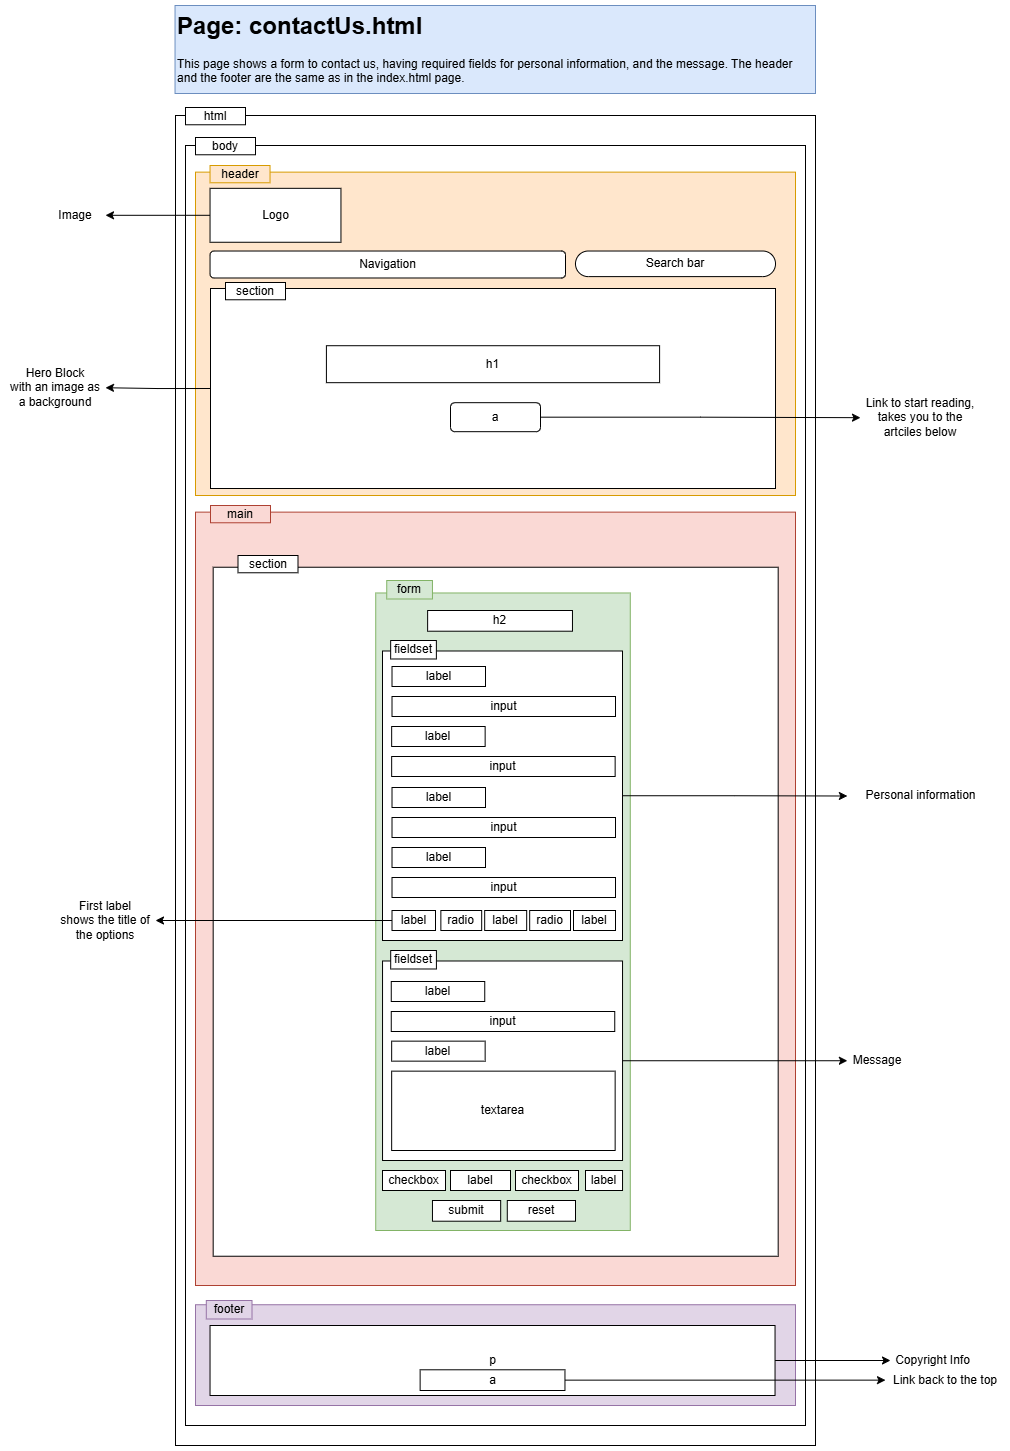 Page: contactUs.html
This page shows a form to contact us, having required fields for personal information, and the message. The header
and the footer are the same as in the index.html page.
html
body
header
Logo
Image
Navigation
Search bar
section
h1
Hero Block
with an image as
a background
a
Link to start reading,
takes you to the
artciles below
main
section
form
h2
fieldset
label
input
label
input
label
input
Personal information
label
input
First label
shows the title of
the options
label
radio
label
radio
label
fieldset
label
input
label
Message
textarea
checkbox
label
checkbox
label
submit
reset
footer
p
Copyright Info
a
Link back to the top